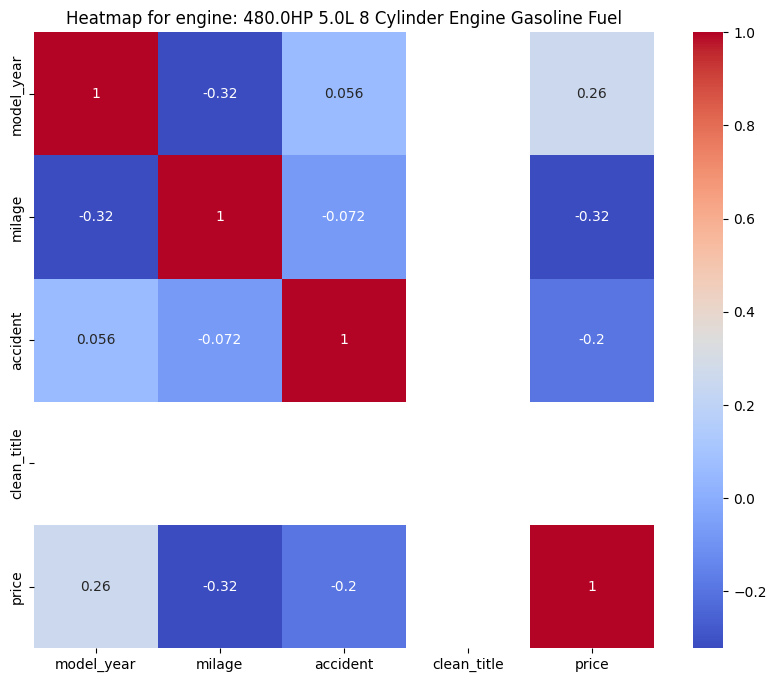 Heatmap for engine: 480.0HP 5.0L 8 Cylinder Engine Gasoline Fuel
model_year
1
-0.32
0.056
0.26
milage
-0.32
1
-0.072
-0.32
accident
0.056
-0.072
1
-0.2
clean_title
price
0.26
-0.32
-0.2
1
model_year
milage
accident
clean_title
price
1.0
0.8
0.6
0.4
0.2
0.0
−0.2